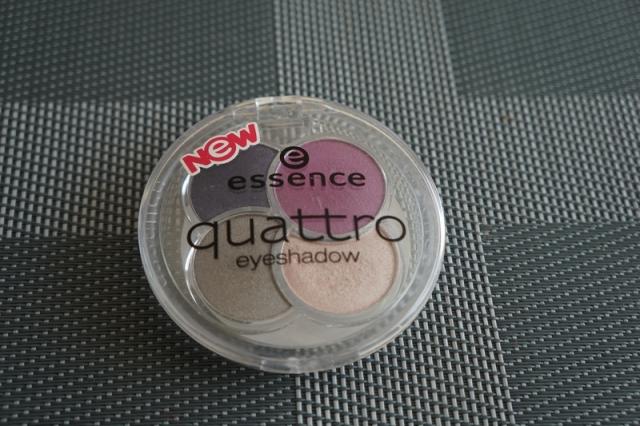 NEW
e
essence
quattro
eyeshadow